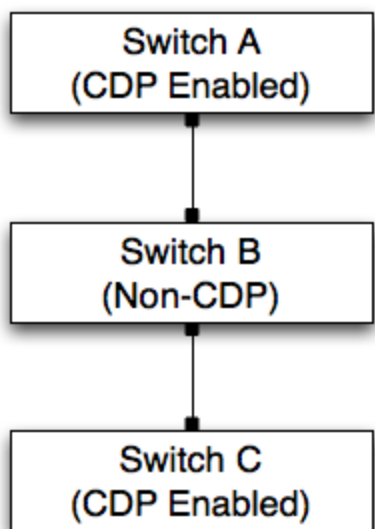 Switch A
(CDP Enabled)
Switch B
(Non-CDP)
Switch C
(CDP Enabled)